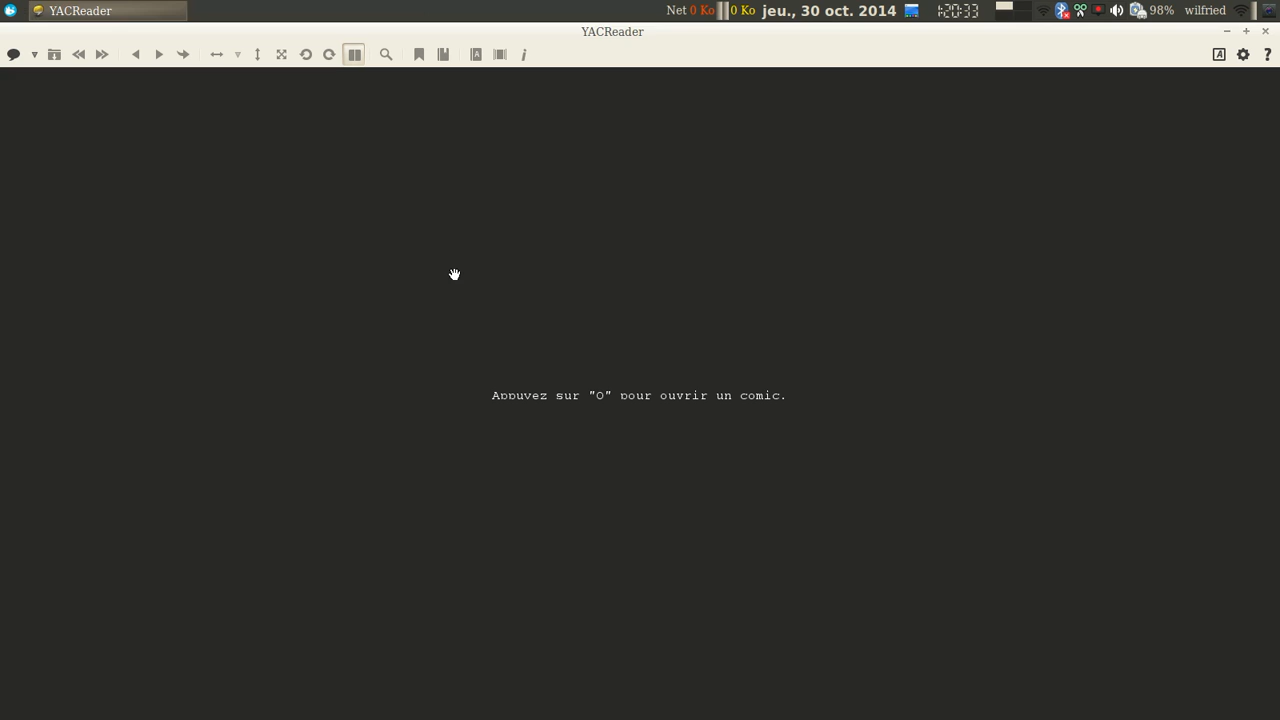 YACReader
Net 0 Ko 0 Ko jeu., 30 oct. 2014 98% wilfried
YACReader
Appuyez sur "O" pour ouvrir un comic.